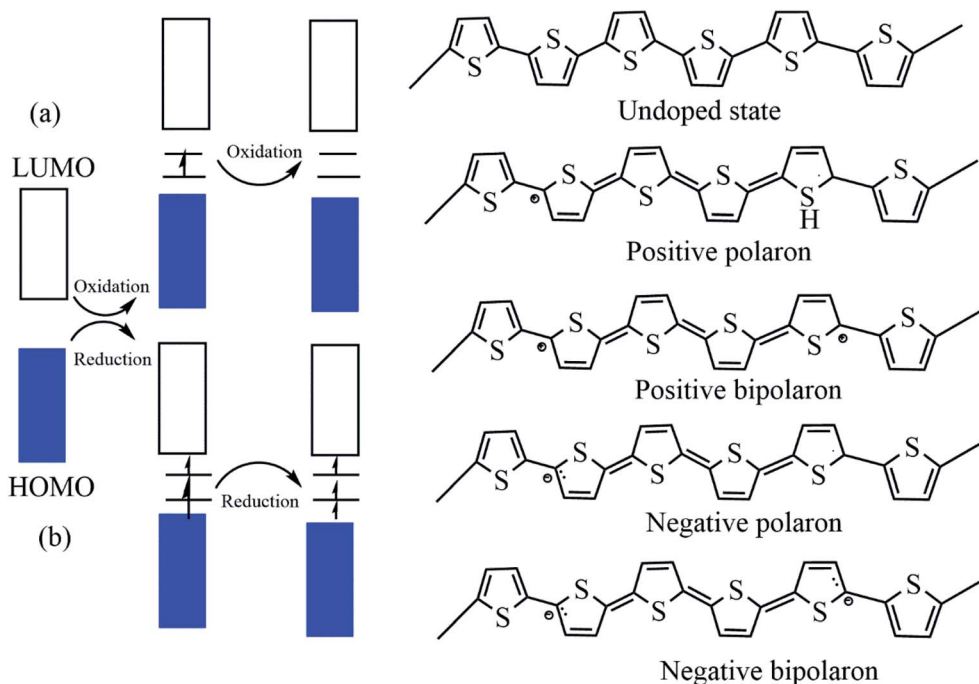 (a)
LUMO
Oxidation
Oxidation
Reduction
HOMO
(b)
Reduction
S S S S S S
Undoped state
S S S S S S
⊕
H
Positive polaron
S S S S S S
⊕ ⊕
Positive bipolaron
S S S S S S
⊖
Negative polaron
S S S S S S
⊖ ⊖
Negative bipolaron